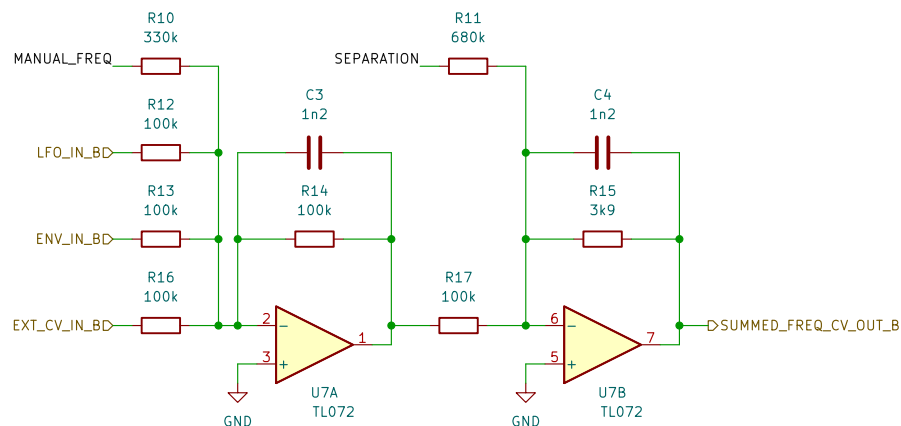 R10
330k
MANUAL_FREQ
R11
680k
SEPARATION
R12
100k
LFO_IN_B
C3
1n2
C4
1n2
R13
100k
ENV_IN_B
R14
100k
R15
3k9
R16
100k
EXT_CV_IN_B
R17
100k
2
3
1
6
5
7
SUMMED_FREQ_CV_OUT_B
GND
U7A
TL072
GND
U7B
TL072